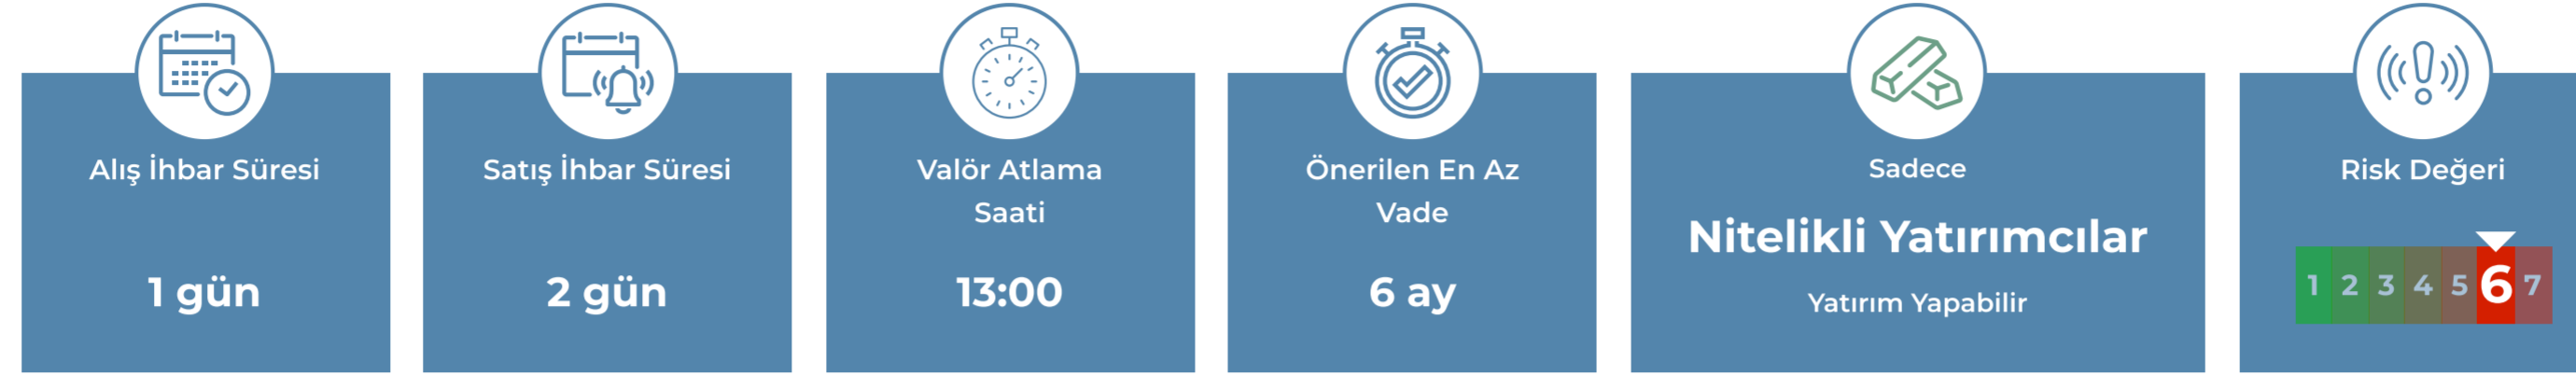 Alış İhbar Süresi
1 gün
Satış İhbar Süresi
2 gün
Valör Atlama
Saati
13:00
Önerilen En Az
Vade
6 ay
Sadece
Nitelikli Yatırımcılar
Yatırım Yapabilir
Risk Değeri
1 2 3 4 5 6 7